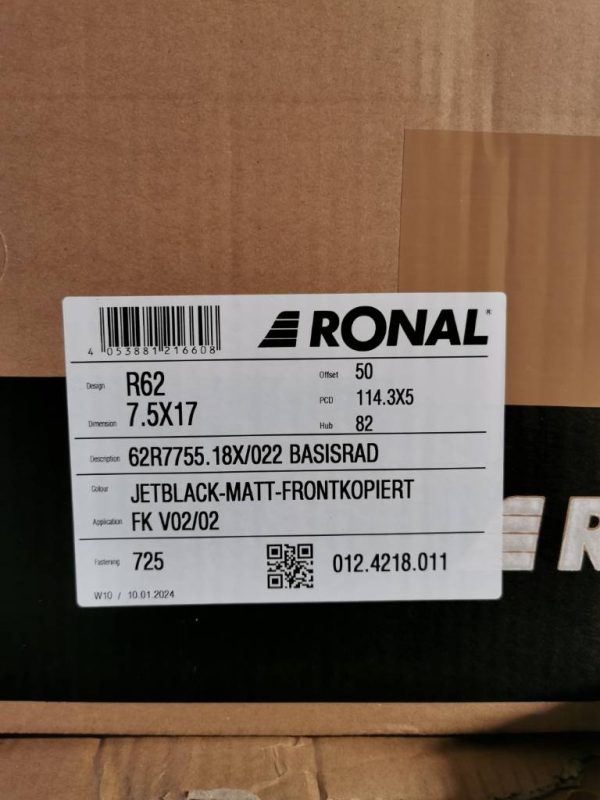 4 053881 216608
RONAL®
Design R62 Offset 50
PCD 114.3X5
Dimension 7.5X17
Hub 82
Description 62R7755.18X/022 BASISRAD
Colour JETBLACK-MATT-FRONTKOPIERT
Application FK V02/02
Fastening 725 012.4218.011
W10 / 10.01.2024
R